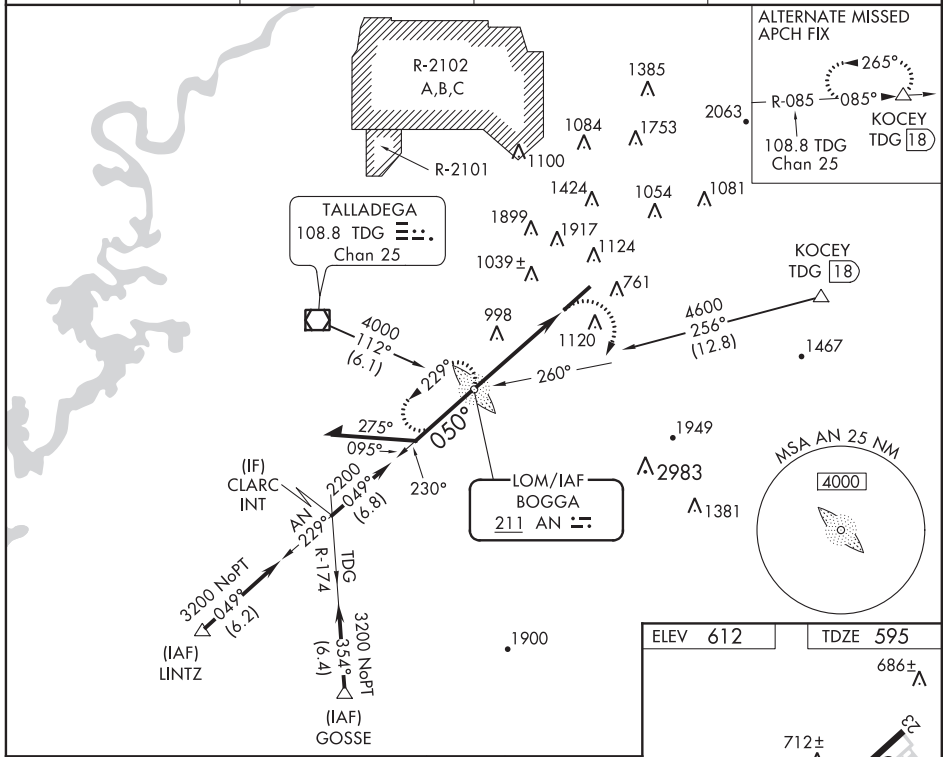 ALTERNATE MISSED
APCH FIX
265°
R-085
085°
KOCEY
TDG 18
108.8 TDG
Chan 25
R-2102
A,B,C
R-2101
1385
2063
1084
1753
1100
1424
1054
1081
1899
1917
1124
1039±
761
998
1120
TALLADEGA
108.8 TDG
Chan 25
KOCEY
TDG 18
4000
112°
(6.1)
4600
256°
(12.8)
1467
260°
229°
050°
275°
095°
230°
1949
2983
1381
MSA AN 25 NM
4000
LOM/IAF
BOGGA
211 AN
(IF)
CLARC
INT
2200
049°
(6.8)
AN
229°
TDG
R-174
3200 NoPT
049°
(6.2)
(IAF)
LINTZ
3200 NoPT
354°
(6.4)
(IAF)
GOSSE
1900
ELEV 612
TDZE 595
686±
712±
23